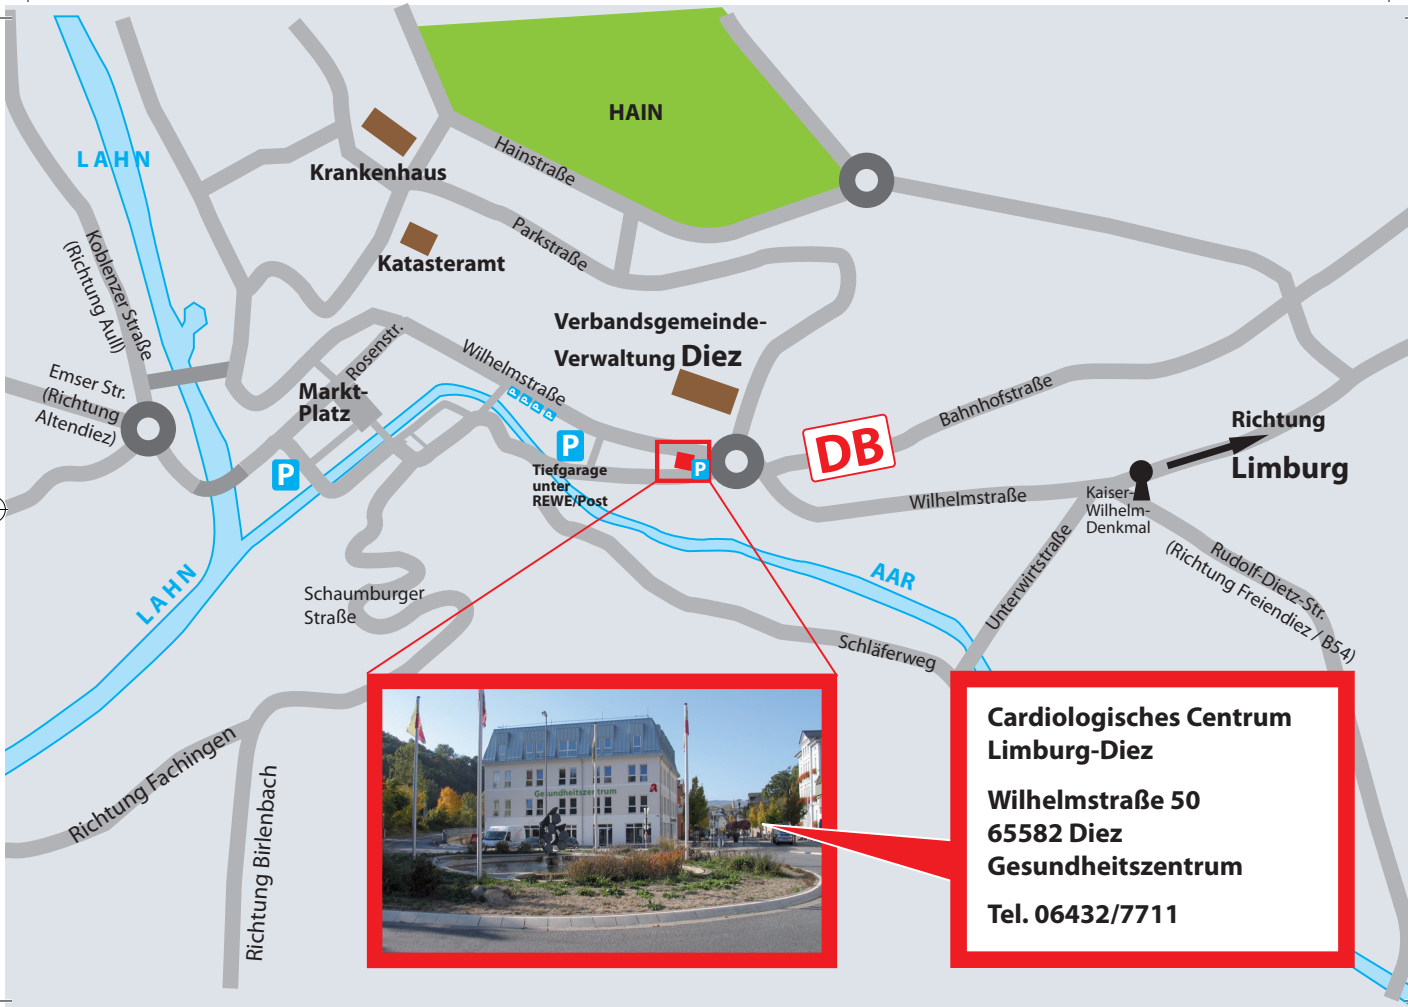 HAIN
LAHN
Krankenhaus
Hainstraße
Parkstraße
Katasteramt
Koblenzer Straße
(Richtung Aull)
Emser Str.
(Richtung
Altendiez)
Rosenstr.
Markt-
Platz
Wilhelmstraße
Verbandsgemeinde-
Verwaltung Diez
P P P P
P
P
Tiefgarage
unter
REWE/Post
P
DB
Bahnhofstraße
Richtung
Limburg
Wilhelmstraße
Kaiser-
Wilhelm-
Denkmal
Unterwirtstraße
Rudolf-Dietz-Str.
(Richtung Freiendiez / B54)
LAHN
AAR
Schaumburger
Straße
Schläferweg
Richtung Fachingen
Richtung Birlenbach
Gesundheitszentrum
Cardiologisches Centrum
Limburg-Diez
Wilhelmstraße 50
65582 Diez
Gesundheitszentrum
Tel. 06432/7711